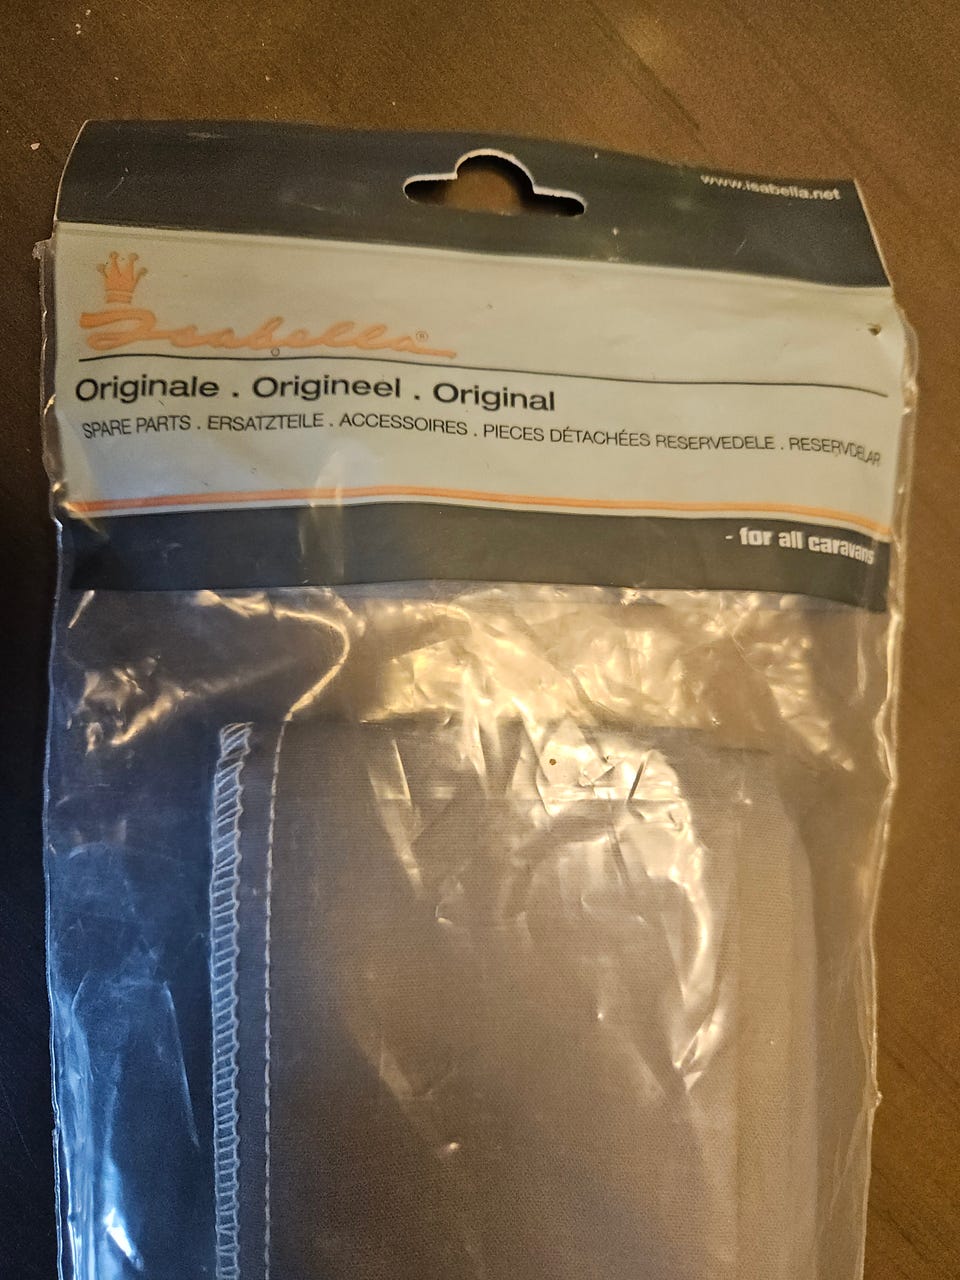 www.isabella.net
Isabella®
Originale . Origineel . Original
SPARE PARTS . ERSATZTEILE . ACCESSOIRES . PIECES DÉTACHÉES RESERVEDELE . RESERVDELAR
- for all caravans